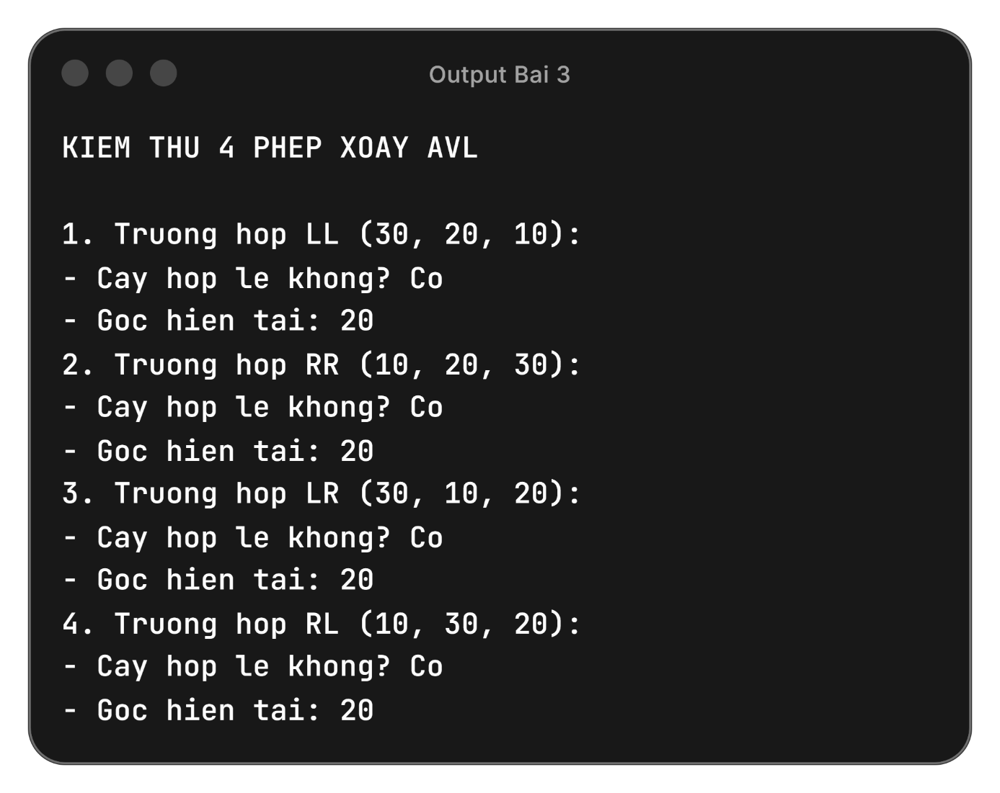 Output Bai 3
KIEM THU 4 PHEP XOAY AVL
1. Truong hop LL (30, 20, 10):
- Cay hop le khong? Co
- Goc hien tai: 20
2. Truong hop RR (10, 20, 30):
- Cay hop le khong? Co
- Goc hien tai: 20
3. Truong hop LR (30, 10, 20):
- Cay hop le khong? Co
- Goc hien tai: 20
4. Truong hop RL (10, 30, 20):
- Cay hop le khong? Co
- Goc hien tai: 20